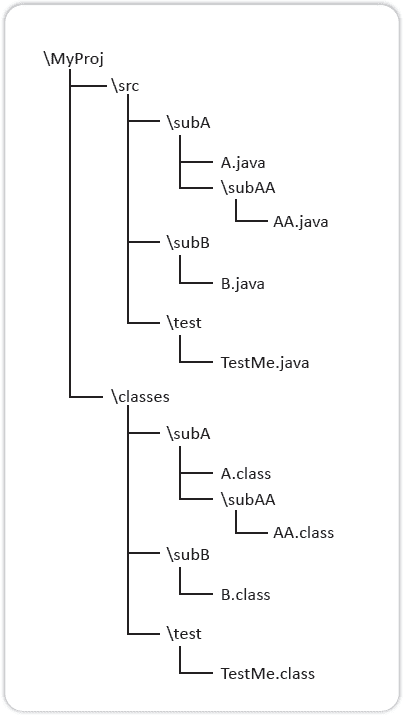 \MyProj
\src
\subA
A.java
\subAA
AA.java
\subB
B.java
\test
TestMe.java
\classes
\subA
A.class
\subAA
AA.class
\subB
B.class
\test
TestMe.class